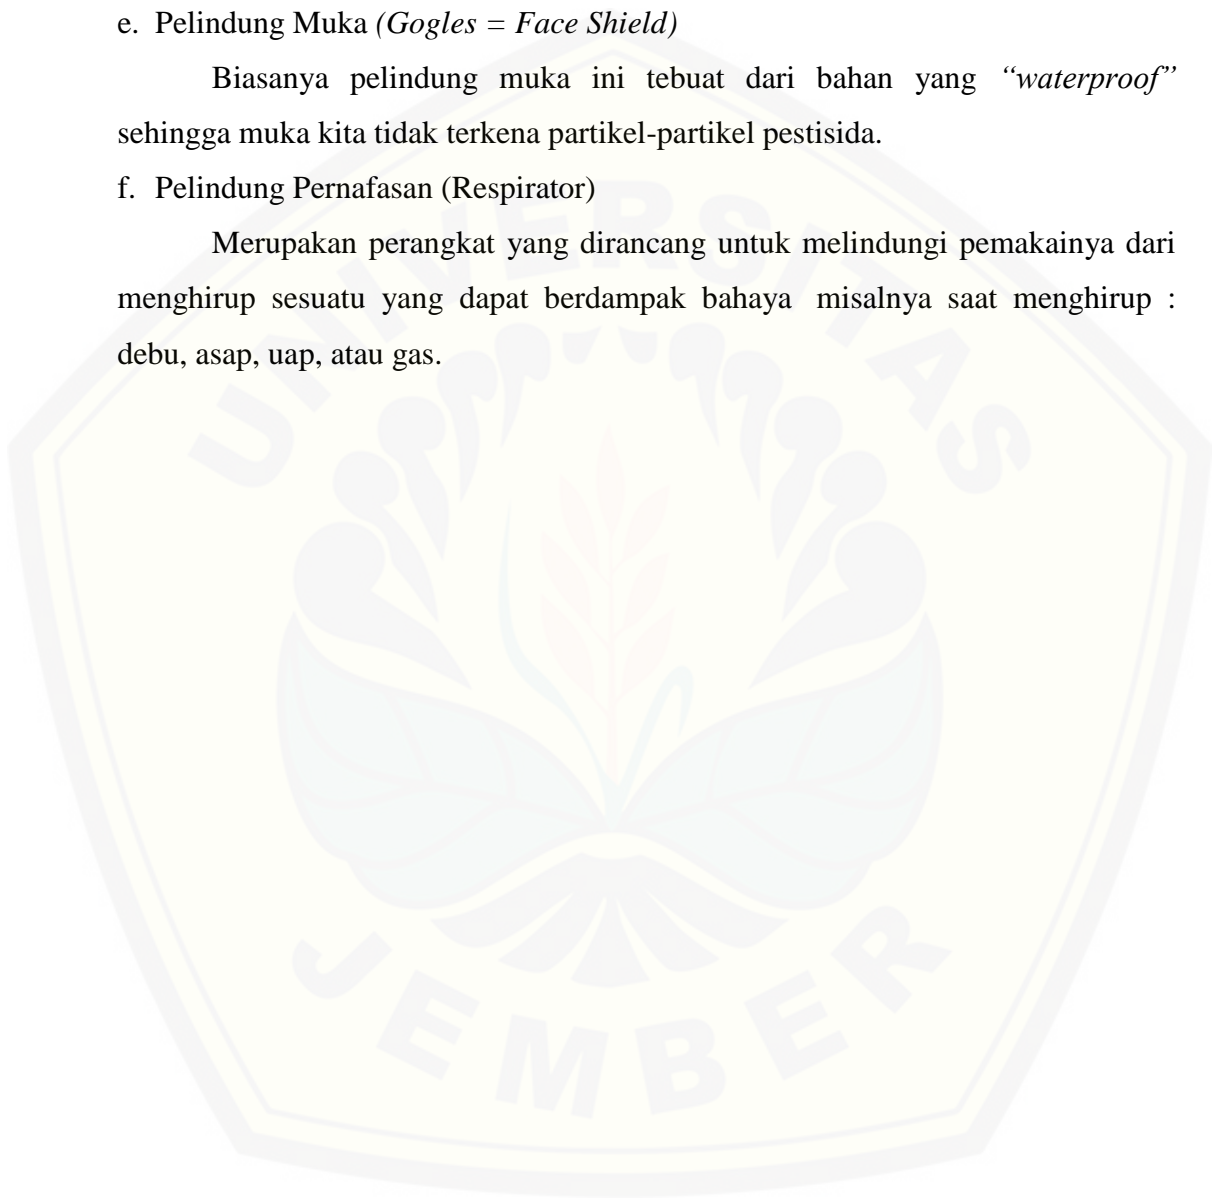 e. Pelindung Muka (Gogles = Face Shield)
Biasanya pelindung muka ini tebuat dari bahan yang “waterproof”
sehingga muka kita tidak terkena partikel-partikel pestisida.
f. Pelindung Pernafasan (Respirator)
Merupakan perangkat yang dirancang untuk melindungi pemakainya dari
menghirup sesuatu yang dapat berdampak bahaya misalnya saat menghirup :
debu, asap, uap, atau gas.
UNIVERSITAS
JEMBER